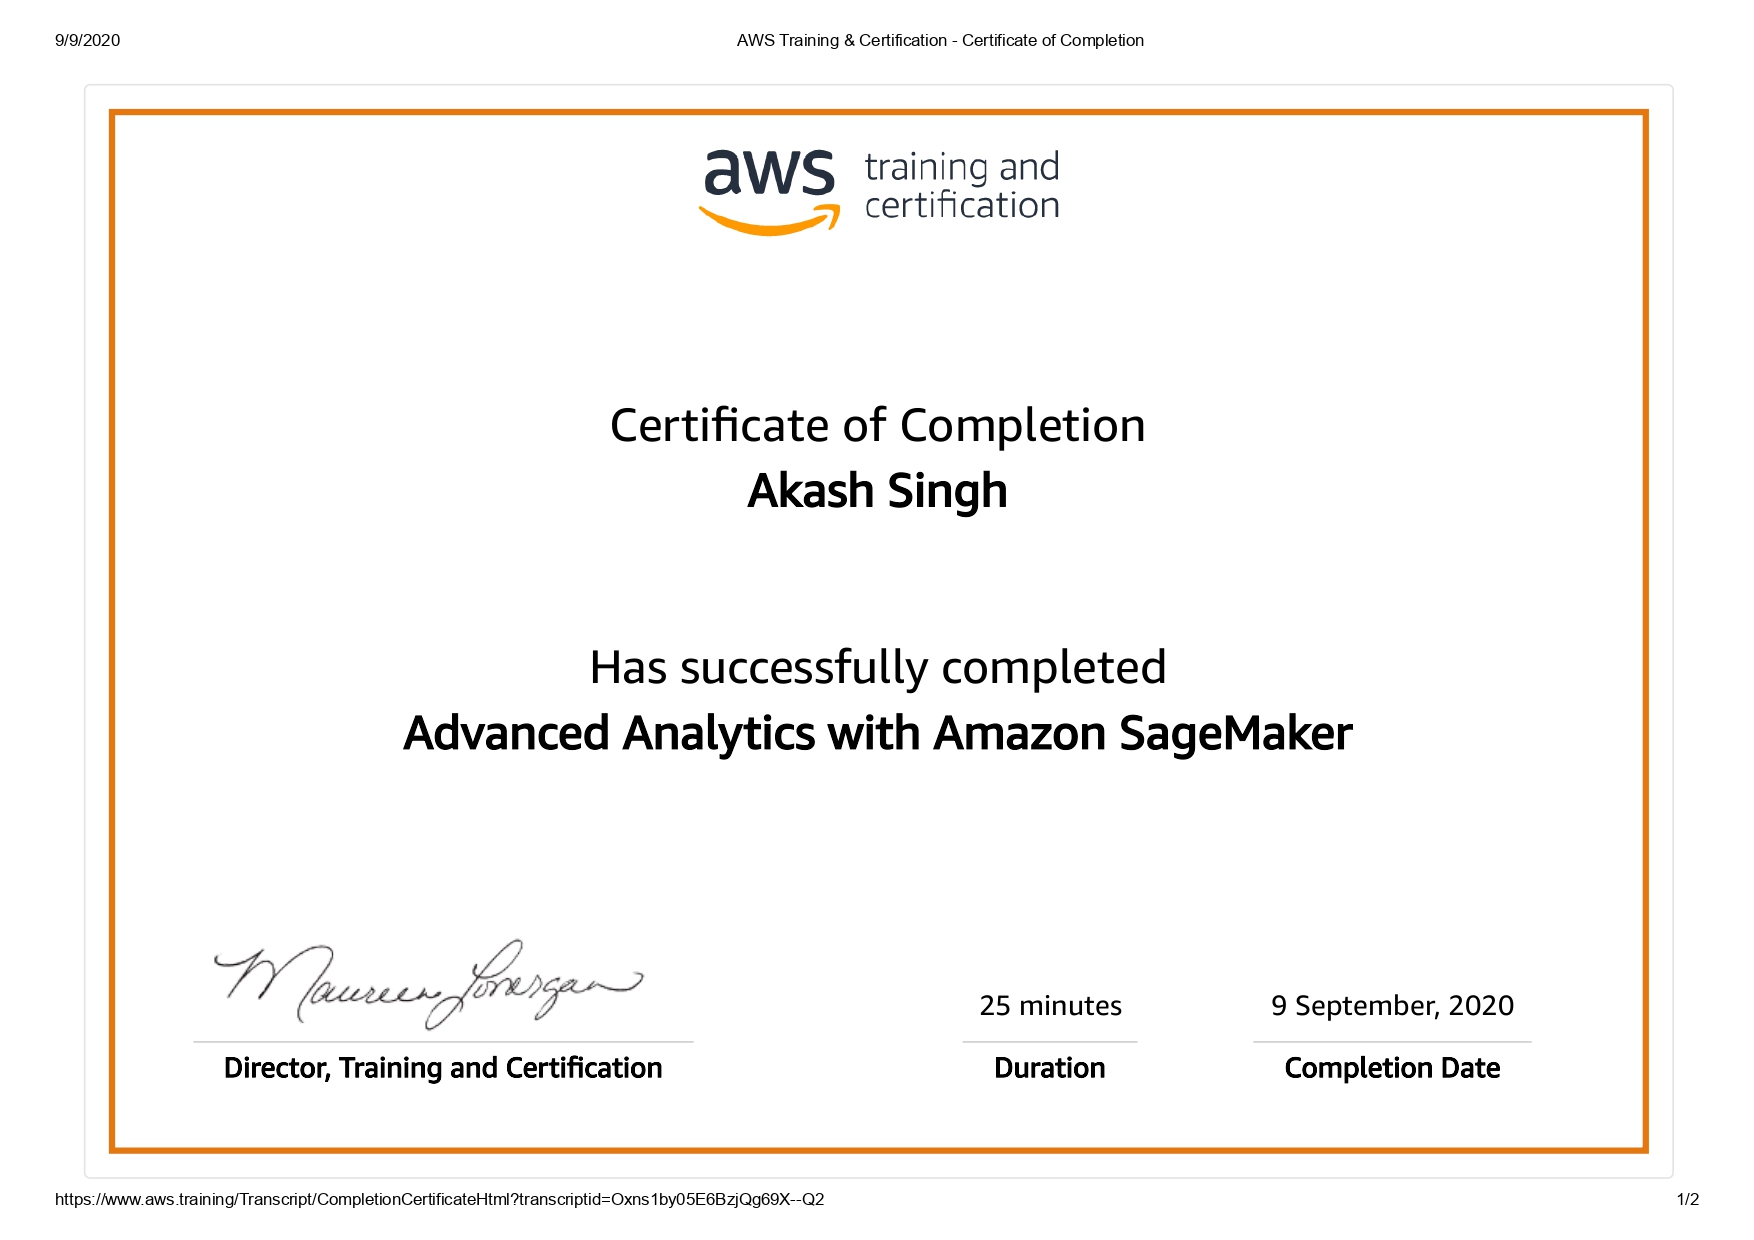 9/9/2020
AWS Training & Certification - Certificate of Completion
aws
training and
certification
Certificate of Completion
Akash Singh
Has successfully completed
Advanced Analytics with Amazon SageMaker
Maureen Lonergan
25 minutes
9 September, 2020
Director, Training and Certification
Duration
Completion Date
https://www.aws.training/Transcript/CompletionCertificateHtml?transcriptid=Oxns1by05E6BzjQg69X--Q2
1/2